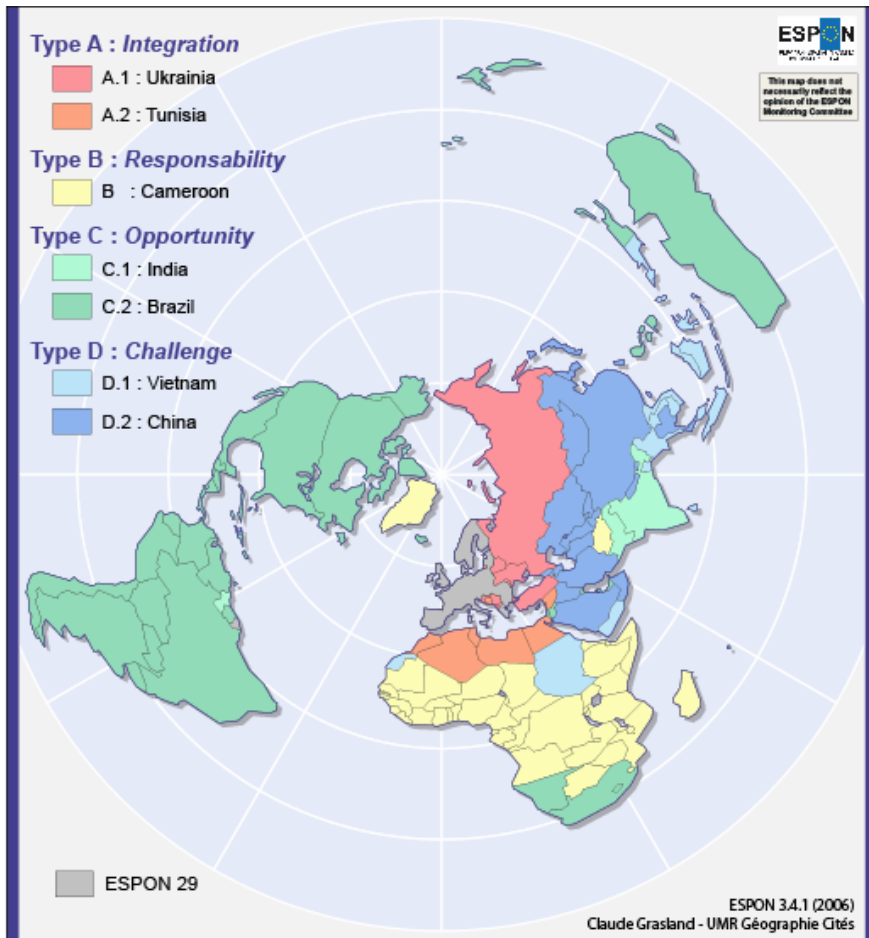 Type A : Integration
A.1 : Ukrainia
A.2 : Tunisia
Type B : Responsability
B : Cameroon
Type C : Opportunity
C.1 : India
C.2 : Brazil
Type D : Challenge
D.1 : Vietnam
D.2 : China
ESPON 29
ESPON
This map does not
necessarily reflect the
opinion of the ESPON
Monitoring Committee
ESPON 3.4.1 (2006)
Claude Grasland - UMR Géographie Cités